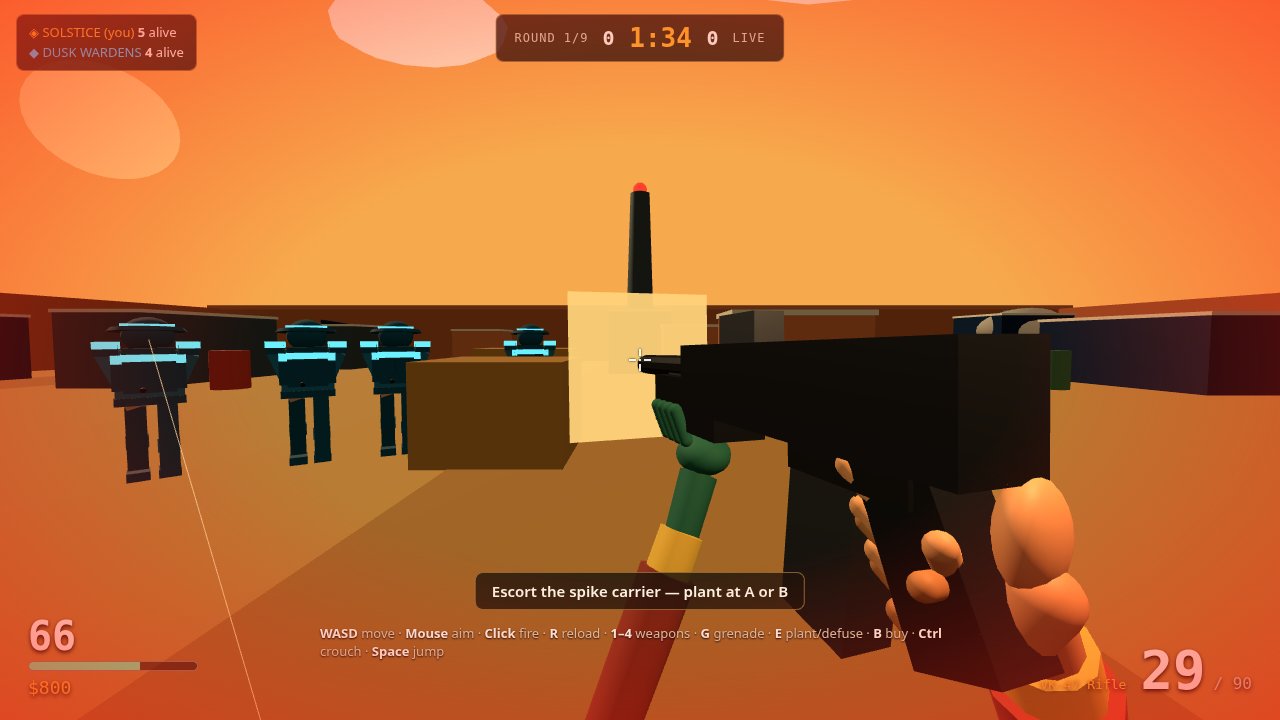 ◈ SOLSTICE (you) 5 alive
◆ DUSK WARDENS 4 alive
ROUND 1/9 0 1:34 0 LIVE
Escort the spike carrier — plant at A or B
WASD move · Mouse aim · Click fire · R reload · 1–4 weapons · G grenade · E plant/defuse · B buy · Ctrl
crouch · Space jump
66
$800
Rifle 29 / 90